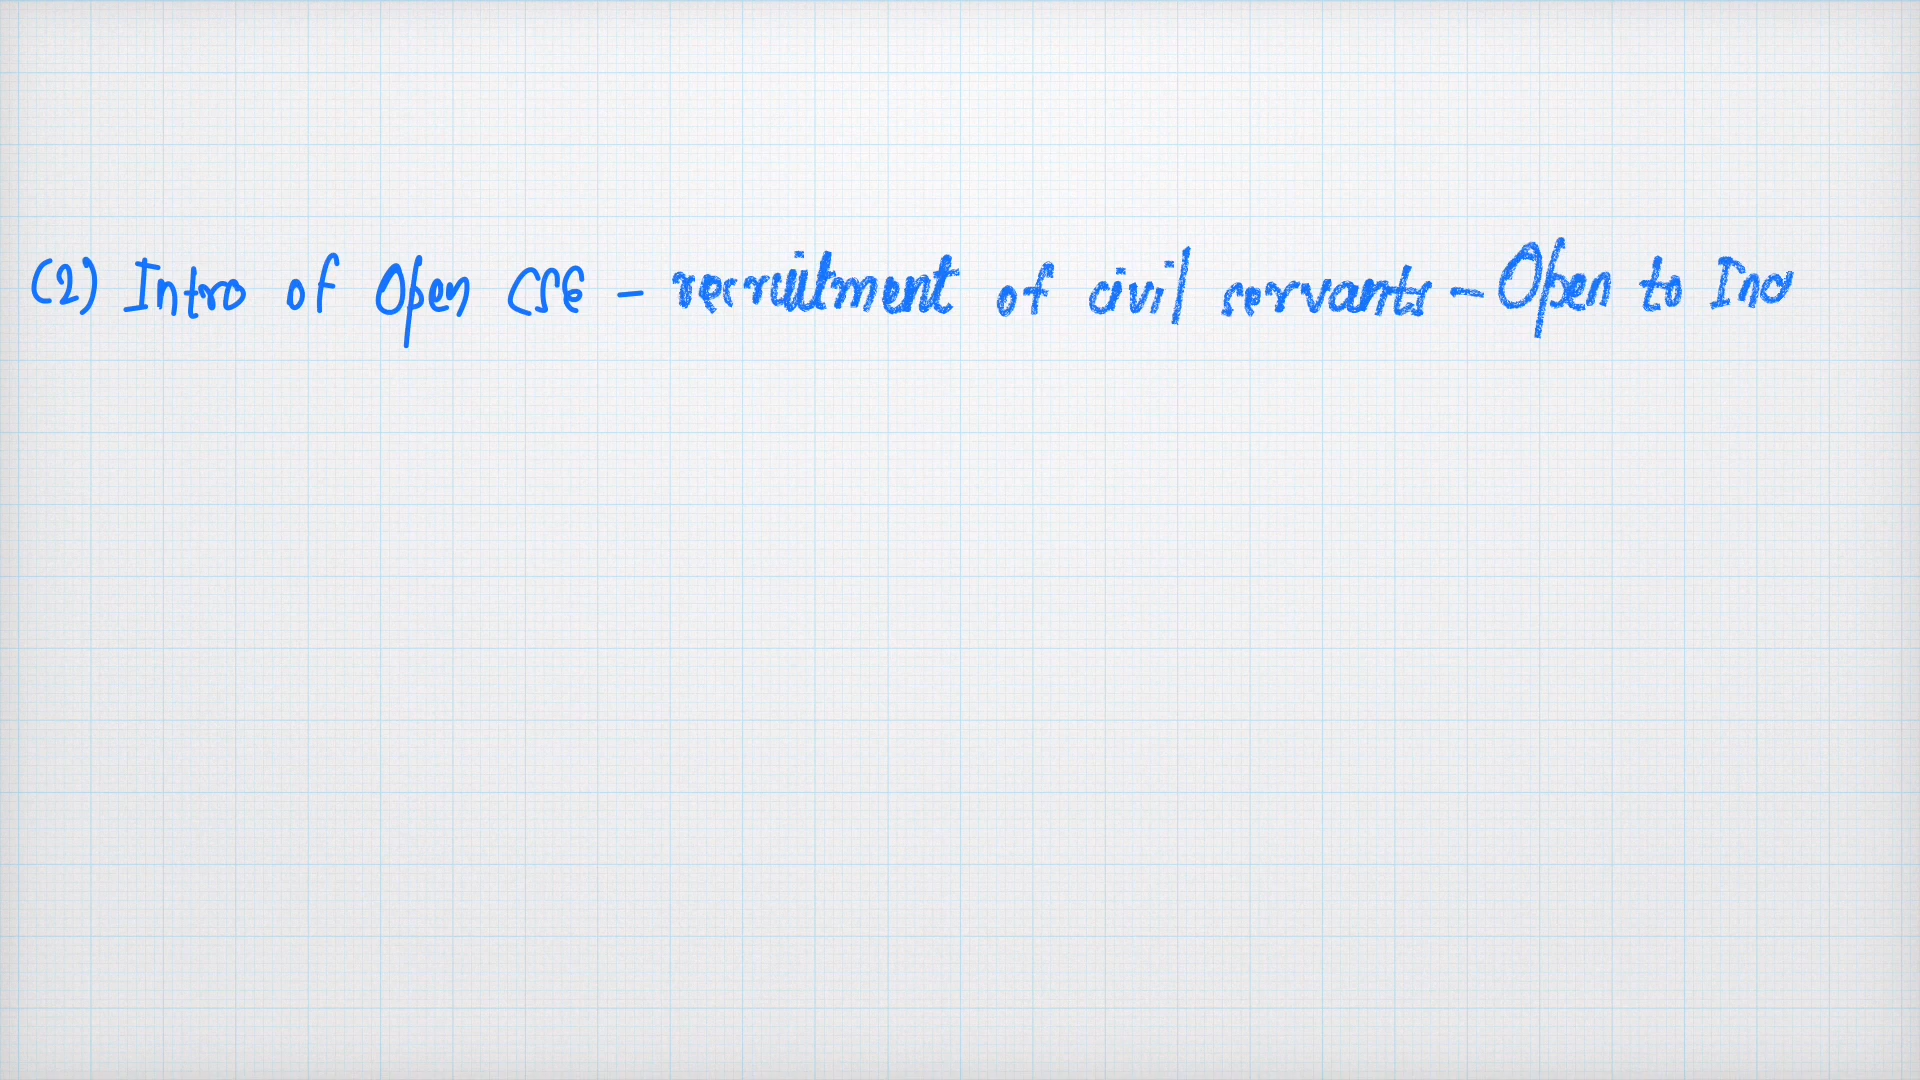 (2) Intro of Open CSE - recruitment of civil servants - Open to Ind